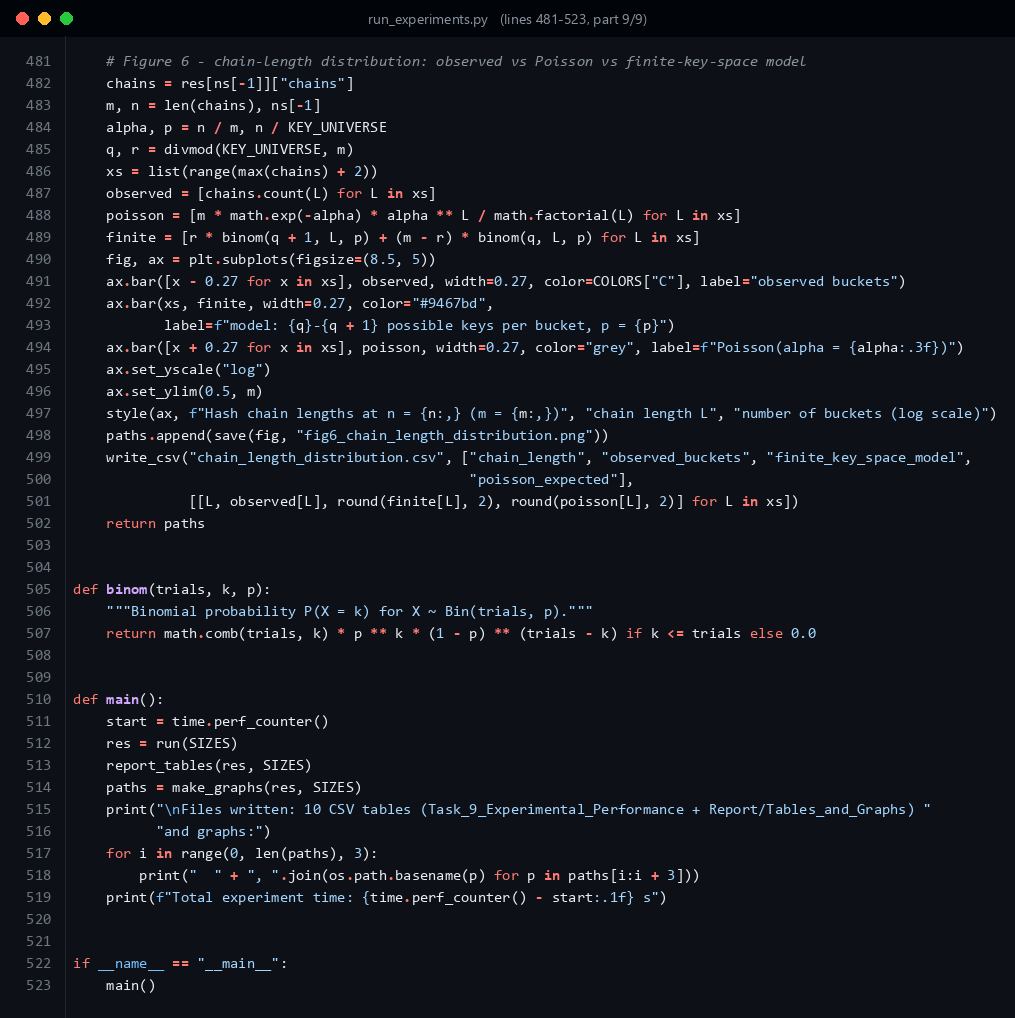 run_experiments.py (lines 481-523, part 9/9)
481     # Figure 6 - chain-length distribution: observed vs Poisson vs finite-key-space model
482     chains = res[ns[-1]]["chains"]
483     m, n = len(chains), ns[-1]
484     alpha, p = n / m, n / KEY_UNIVERSE
485     q, r = divmod(KEY_UNIVERSE, m)
486     xs = list(range(max(chains) + 2))
487     observed = [chains.count(L) for L in xs]
488     poisson = [m * math.exp(-alpha) * alpha ** L / math.factorial(L) for L in xs]
489     finite = [r * binom(q + 1, L, p) + (m - r) * binom(q, L, p) for L in xs]
490     fig, ax = plt.subplots(figsize=(8.5, 5))
491     ax.bar([x - 0.27 for x in xs], observed, width=0.27, color=COLORS["C"], label="observed buckets")
492     ax.bar(xs, finite, width=0.27, color="#9467bd",
493            label=f"model: {q}-{q + 1} possible keys per bucket, p = {p}")
494     ax.bar([x + 0.27 for x in xs], poisson, width=0.27, color="grey", label=f"Poisson(alpha = {alpha:.3f})")
495     ax.set_yscale("log")
496     ax.set_ylim(0.5, m)
497     style(ax, f"Hash chain lengths at n = {n:,} (m = {m:,})", "chain length L", "number of buckets (log scale)")
498     paths.append(save(fig, "fig6_chain_length_distribution.png"))
499     write_csv("chain_length_distribution.csv", ["chain_length", "observed_buckets", "finite_key_space_model",
500                                                 "poisson_expected"],
501               [[L, observed[L], round(finite[L], 2), round(poisson[L], 2)] for L in xs])
502     return paths
503
504
505 def binom(trials, k, p):
506     """Binomial probability P(X = k) for X ~ Bin(trials, p)."""
507     return math.comb(trials, k) * p ** k * (1 - p) ** (trials - k) if k <= trials else 0.0
508
509
510 def main():
511     start = time.perf_counter()
512     res = run(SIZES)
513     report_tables(res, SIZES)
514     paths = make_graphs(res, SIZES)
515     print("\nFiles written: 10 CSV tables (Task_9_Experimental_Performance + Report/Tables_and_Graphs) "
516           "and graphs:")
517     for i in range(0, len(paths), 3):
518         print("  " + ", ".join(os.path.basename(p) for p in paths[i:i + 3]))
519     print(f"Total experiment time: {time.perf_counter() - start:.1f} s")
520
521
522 if __name__ == "__main__":
523     main()